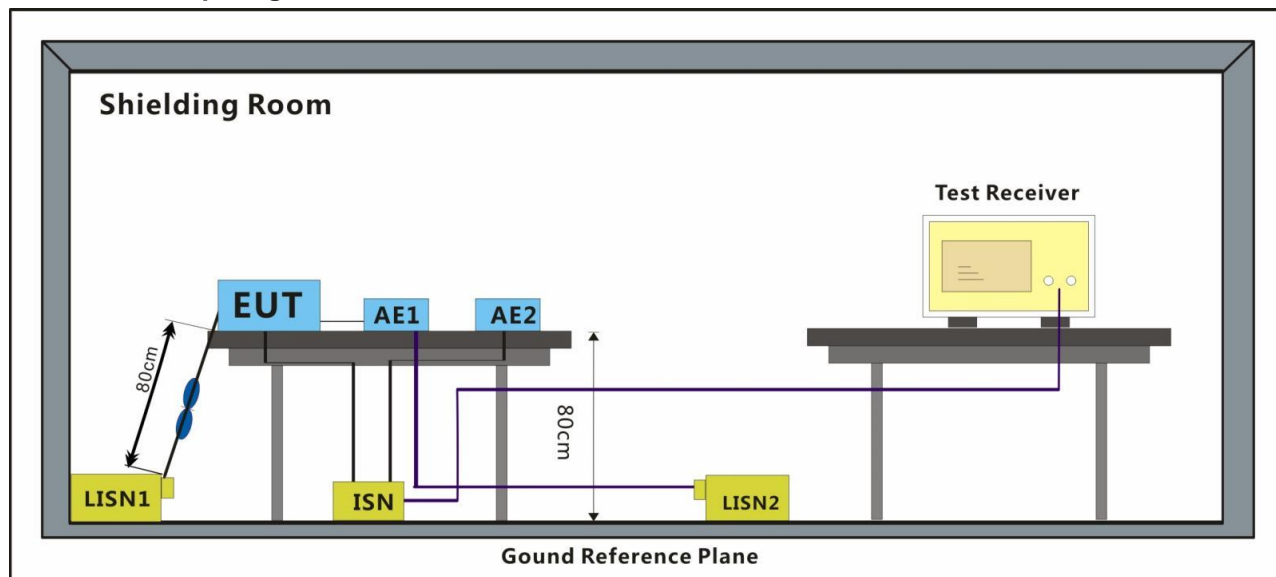 Shielding Room
Test Receiver
EUT
AE1
AE2
80cm
80cm
LISN1
ISN
LISN2
Gound Reference Plane